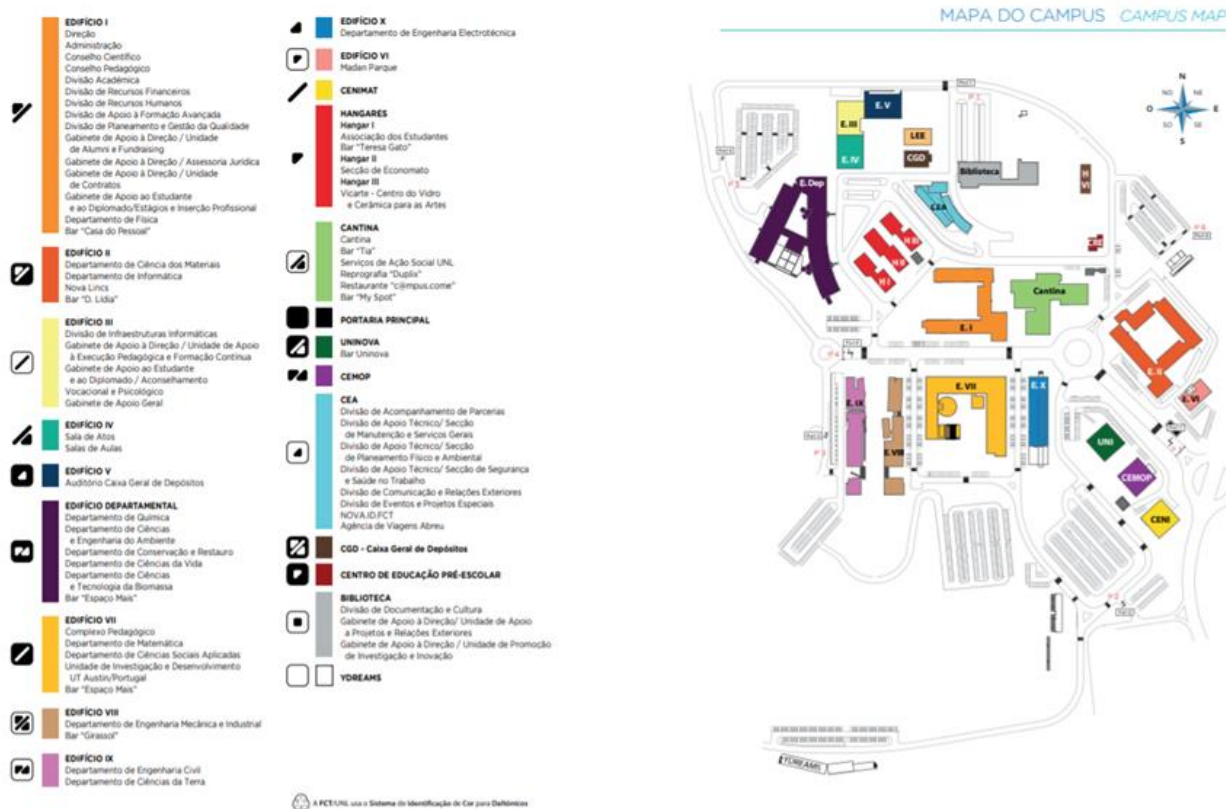 MAPA DO CAMPUS CAMPUS MAP
EDIFÍCIO I
Direção
Administração
Conselho Científico
Conselho Pedagógico
Divisão Académica
Divisão de Recursos Financeiros
Divisão de Recursos Humanos
Divisão de Apoio à Formação Avançada
Divisão de Planeamento e Gestão da Qualidade
Gabinete de Apoio à Direção / Unidade
de Alumni e Fundraising
Gabinete de Apoio à Direção / Assessoria Jurídica
Gabinete de Apoio à Direção / Unidade
de Contratos
Gabinete de Apoio ao Estudante
e ao Diplomado/Estágios e Inserção Profissional
Departamento de Física
Bar "Casa do Pessoal"
EDIFÍCIO II
Departamento de Ciência dos Materiais
Departamento de Informática
Nova Lincs
Bar "D. Lídia"
EDIFÍCIO III
Divisão de Infraestruturas Informáticas
Gabinete de Apoio à Direção / Unidade de Apoio
à Execução Pedagógica e Formação Contínua
Gabinete de Apoio ao Estudante
e ao Diplomado / Aconselhamento
Vocacional e Psicológico
Gabinete de Apoio Geral
EDIFÍCIO IV
Sala de Atos
Salas de Aulas
EDIFÍCIO V
Auditório Caixa Geral de Depósitos
EDIFÍCIO DEPARTAMENTAL
Departamento de Química
Departamento de Ciências
e Engenharia do Ambiente
Departamento de Conservação e Restauro
Departamento de Ciências da Vida
Departamento de Ciências
e Tecnologia da Biomassa
Bar "Espaço Mais"
EDIFÍCIO VII
Complexo Pedagógico
Departamento de Matemática
Departamento de Ciências Sociais Aplicadas
Unidade de Investigação e Desenvolvimento
UT Austin/Portugal
Bar "Espaço Mais"
EDIFÍCIO VIII
Departamento de Engenharia Mecânica e Industrial
Bar "Girassol"
EDIFÍCIO IX
Departamento de Engenharia Civil
Departamento de Ciências da Terra
EDIFÍCIO X
Departamento de Engenharia Electrotécnica
EDIFÍCIO VI
Madan Parque
CENIMAT
HANGARES
Hangar I
Associação dos Estudantes
Bar "Teresa Gato"
Hangar II
Secção de Economato
Hangar III
Vicarte - Centro do Vidro
e Cerâmica para as Artes
CANTINA
Cantina
Bar "Tia"
Serviços de Ação Social UNL
Reprografia "Duplix"
Restaurante "c@mpus.come"
Bar "My Spot"
PORTARIA PRINCIPAL
UNINOVA
Bar Uninova
CEMOP
CEA
Divisão de Acompanhamento de Parcerias
Divisão de Apoio Técnico/ Secção
de Manutenção e Serviços Gerais
Divisão de Apoio Técnico/ Secção
de Planeamento Físico e Ambiental
Divisão de Apoio Técnico/ Secção de Segurança
e Saúde no Trabalho
Divisão de Comunicação e Relações Exteriores
Divisão de Eventos e Projetos Especiais
NOVA.ID.FCT
Agência de Viagens Abreu
CGD - Caixa Geral de Depósitos
CENTRO DE EDUCAÇÃO PRÉ-ESCOLAR
BIBLIOTECA
Divisão de Documentação e Cultura
Gabinete de Apoio à Direção/ Unidade de Apoio
a Projetos e Relações Exteriores
Gabinete de Apoio à Direção / Unidade de Promoção
de Investigação e Inovação
YDREAMS
A FCT/UNL usa o Sistema de Identificação de Cor para Daltónicos
N
NO NE
O E
SO SE
S
E. V
E. III
LEE
E. IV
CGD
Biblioteca
H VI
E. Dep
CEA
H III
H II
H I
Cantina
E. I
E. II
E. VI
E. IX
E. VIII
E. VII
E. X
UNI
CEMOP
CENI
P 4
P 2
YDREAMS